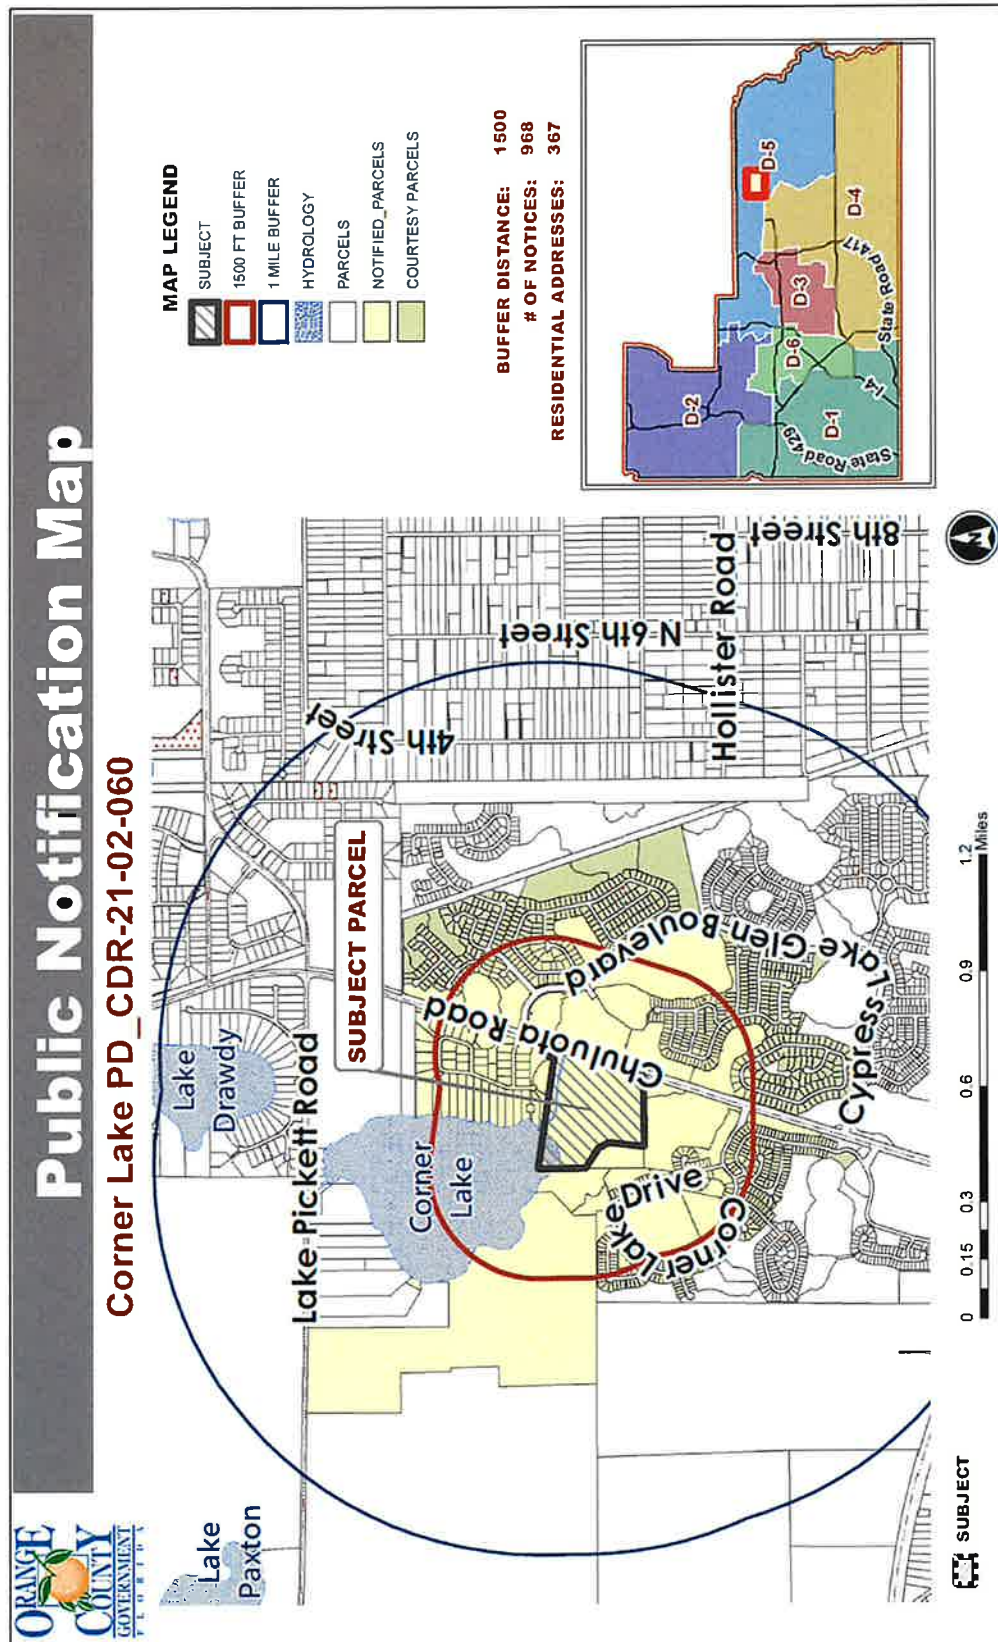 ORANGE
COUNTY
GOVERNMENT
FLORIDA
Public Notification Map
Corner Lake PD_CDR-21-02-060
Lake
Paxton
Lake
Drawdy
Lake Pickett Road
Corner
Lake
SUBJECT PARCEL
4th Street
N 6th Street
Hollister Road
8th Street
Chuluota Road
Cypress Lake Glen Boulevard
Corner Lake Drive
MAP LEGEND
SUBJECT
1500 FT BUFFER
1 MILE BUFFER
HYDROLOGY
PARCELS
NOTIFIED_PARCELS
COURTESY PARCELS
BUFFER DISTANCE: 1500
# OF NOTICES: 968
RESIDENTIAL ADDRESSES: 367
D-2
D-5
D-6
D-3
D-4
D-1
State Road 429
I-4
State Road 417
SUBJECT
0 0.15 0.3 0.6 0.9 1.2
Miles
N